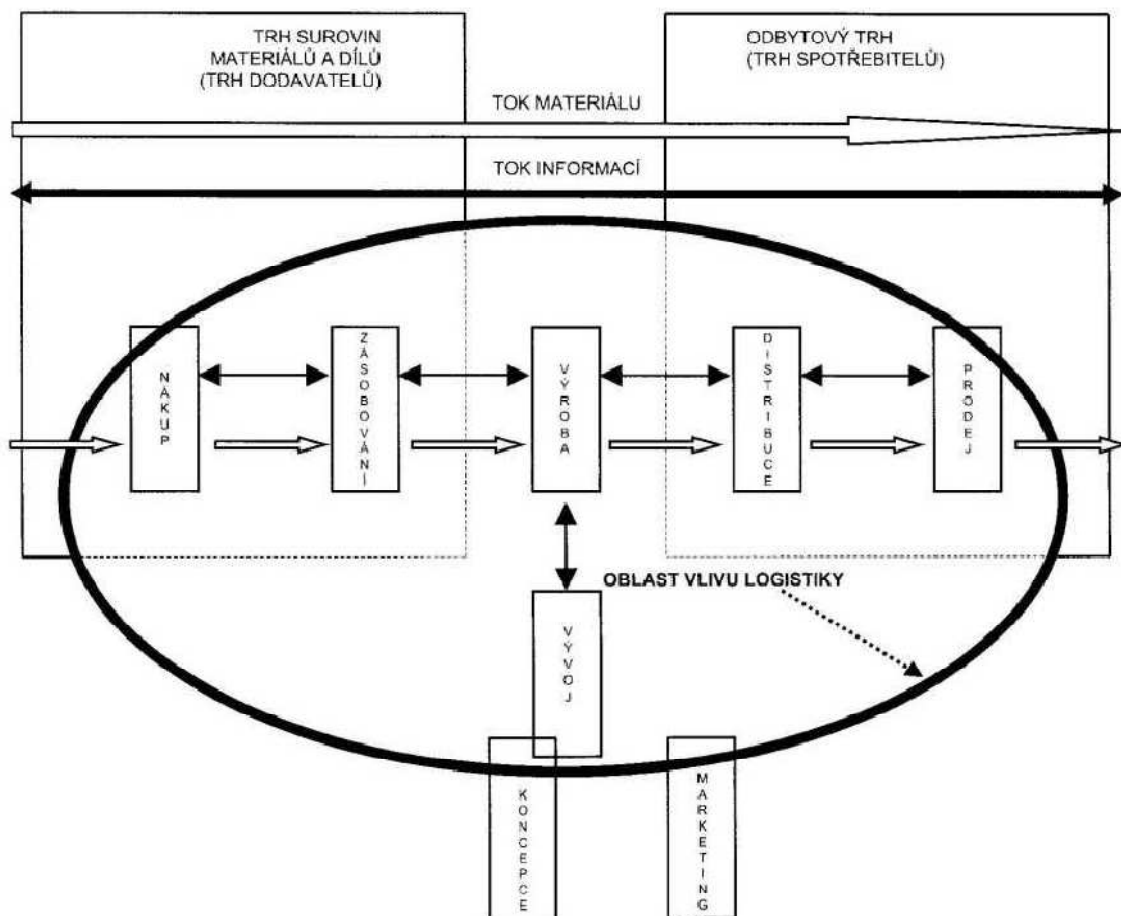 TRH SUROVIN
MATERIÁLŮ A DÍLŮ
(TRH DODAVATELŮ)
ODBYTOVÝ TRH
(TRH SPOTŘEBITELŮ)
TOK MATERIÁLU
TOK INFORMACÍ
NÁKUP
ZÁSOBOVÁNÍ
VÝROBA
DISTRIBUCE
PRODEJ
OBLAST VLIVU LOGISTIKY
VÝVOJ
KONCEPCE
MARKETING